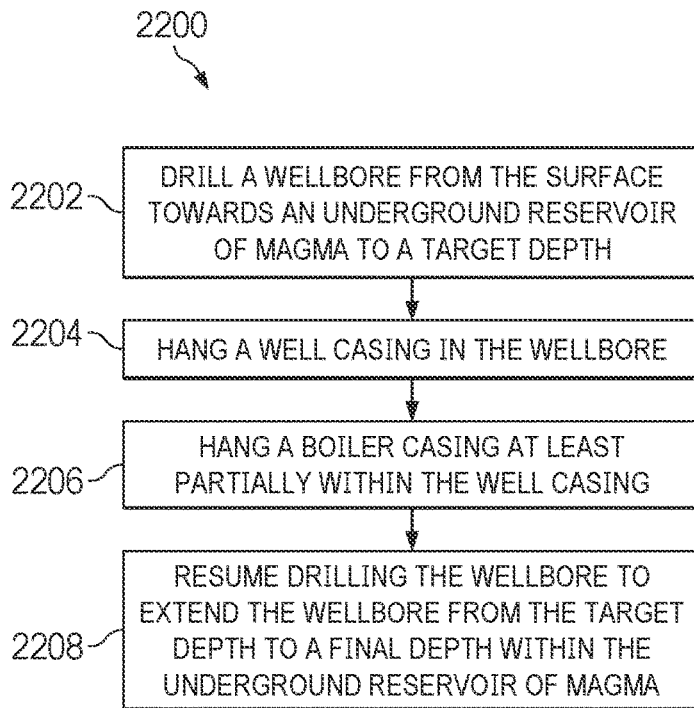 2200
2202
DRILL A WELLBORE FROM THE SURFACE
TOWARDS AN UNDERGROUND RESERVOIR
OF MAGMA TO A TARGET DEPTH
2204
HANG A WELL CASING IN THE WELLBORE
2206
HANG A BOILER CASING AT LEAST
PARTIALLY WITHIN THE WELL CASING
2208
RESUME DRILLING THE WELLBORE TO
EXTEND THE WELLBORE FROM THE TARGET
DEPTH TO A FINAL DEPTH WITHIN THE
UNDERGROUND RESERVOIR OF MAGMA